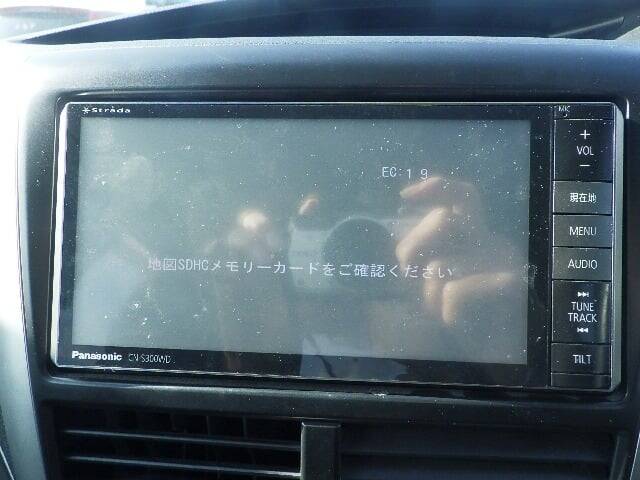 Strada
MIC
EC:19
地図SDHCメモリーカードをご確認ください
+
VOL
−
現在地
MENU
AUDIO
TUNE
TRACK
TILT
Panasonic CN-S300WD